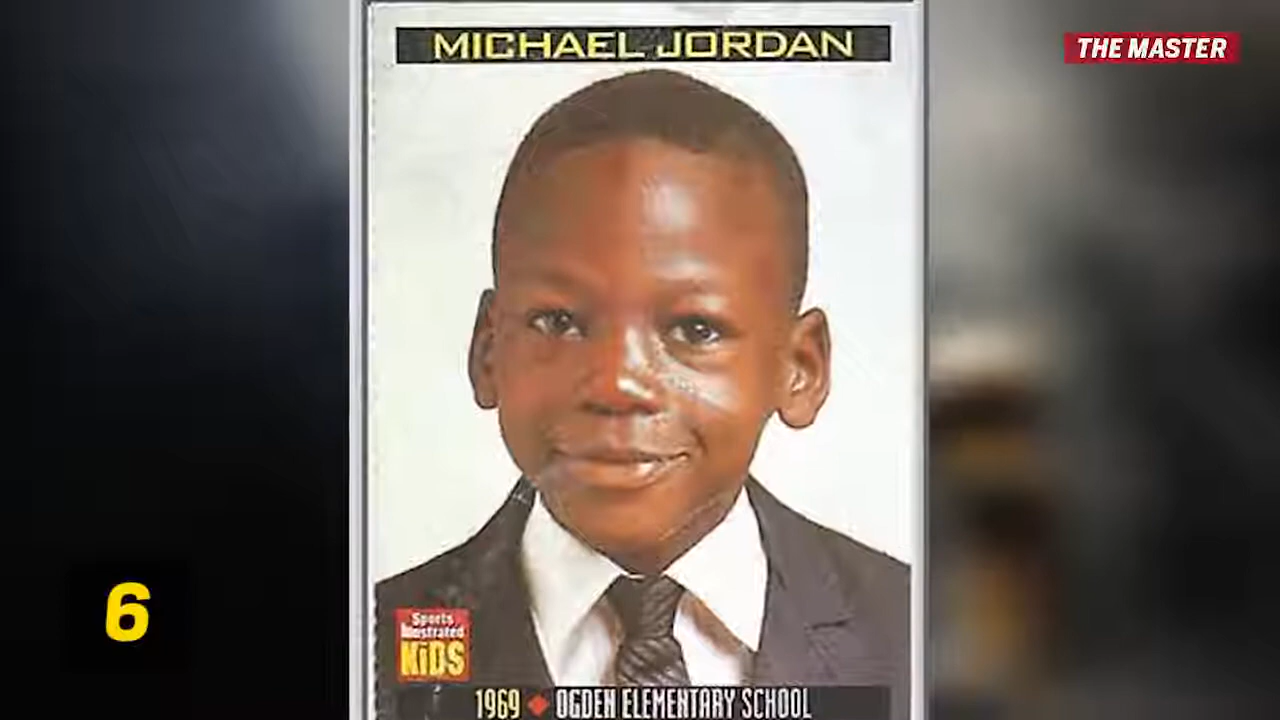 MICHAEL JORDAN
THE MASTER
6
Sports
Illustrated
KIDS
1969 ◆ OGDEN ELEMENTARY SCHOOL